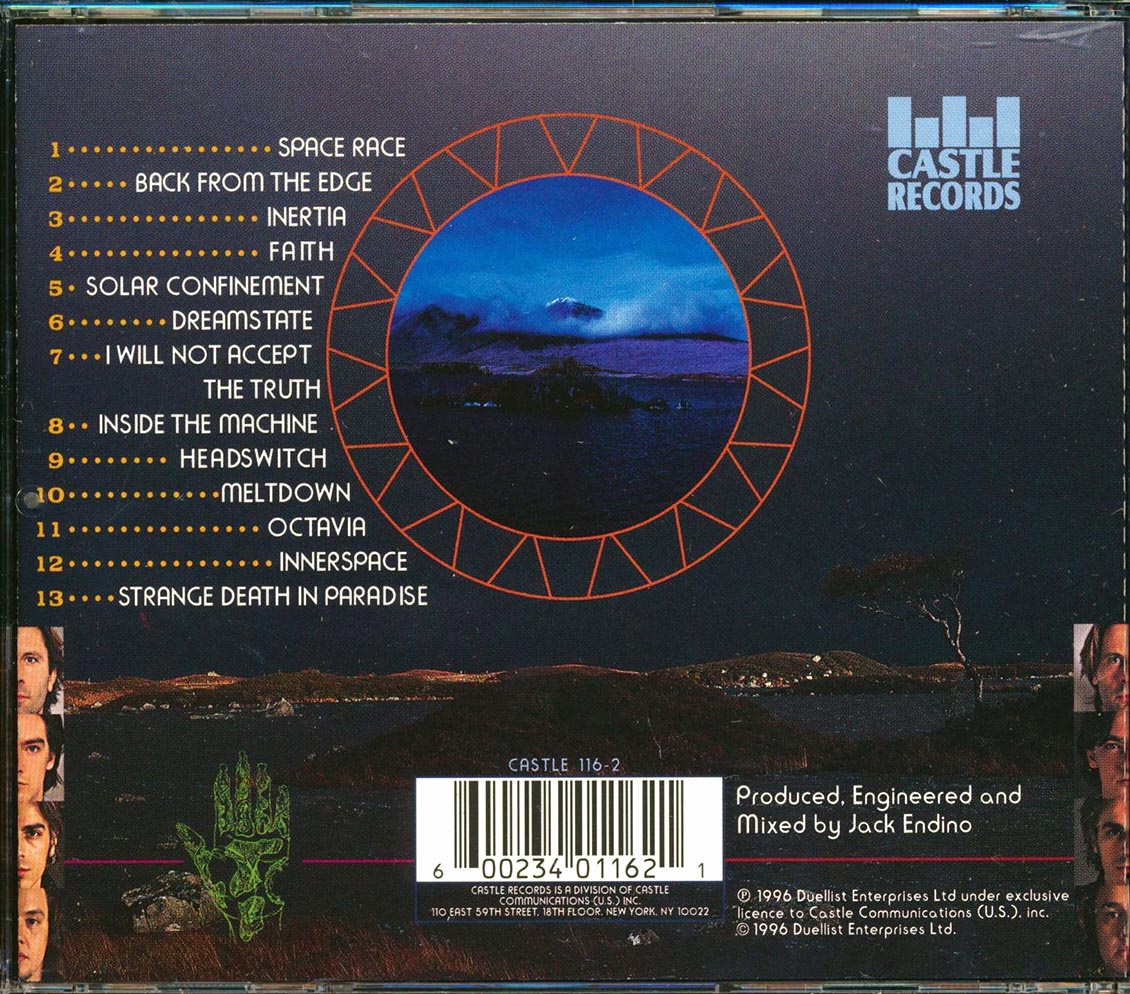 1 SPACE RACE
2 BACK FROM THE EDGE
3 INERTIA
4 FAITH
5 SOLAR CONFINEMENT
6 DREAMSTATE
7 I WILL NOT ACCEPT
THE TRUTH
8 INSIDE THE MACHINE
9 HEADSWITCH
10 MELTDOWN
11 OCTAVIA
12 INNERSPACE
13 STRANGE DEATH IN PARADISE
CASTLE
RECORDS
CASTLE 116-2
6 00234 01162 1
CASTLE RECORDS IS A DIVISION OF CASTLE
COMMUNICATIONS (U.S.) INC.
110 EAST 59TH STREET, 18TH FLOOR, NEW YORK, NY 10022
Produced, Engineered and
Mixed by Jack Endino
℗ 1996 Duellist Enterprises Ltd under exclusive
licence to Castle Communications (U.S.), inc.
© 1996 Duellist Enterprises Ltd.